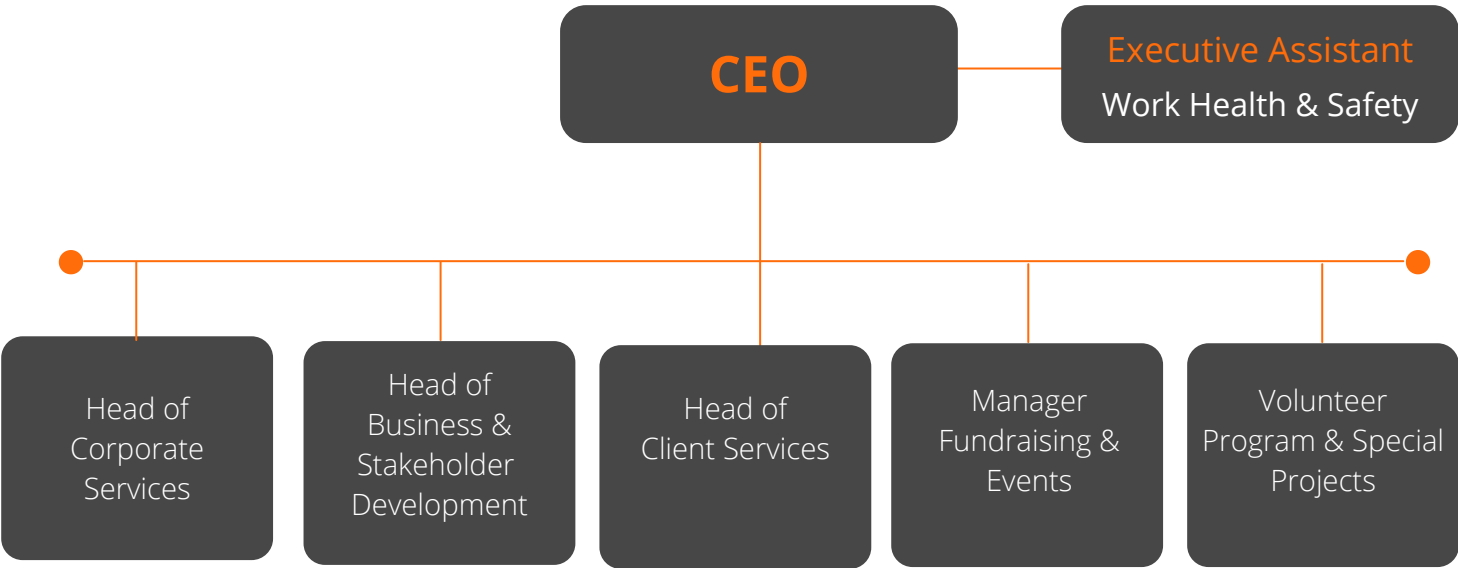 CEO
Executive Assistant
Work Health & Safety
Head of
Corporate
Services
Head of
Business &
Stakeholder
Development
Head of
Client Services
Manager
Fundraising &
Events
Volunteer
Program & Special
Projects